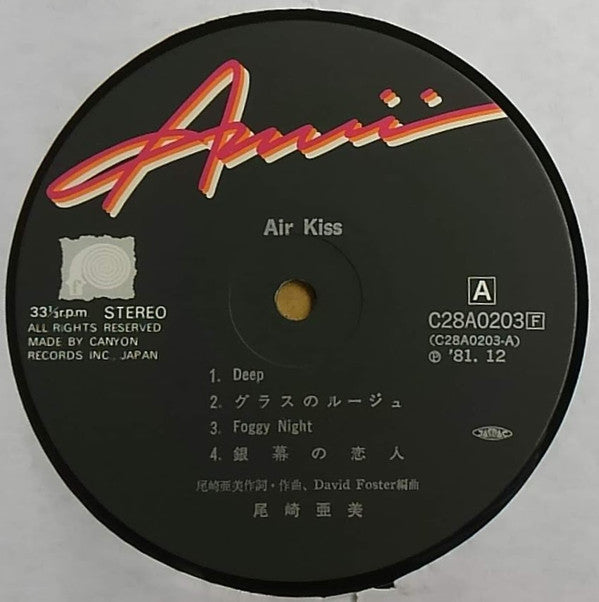 Amii
Air Kiss
33⅓r.p.m STEREO
ALL RIGHTS RESERVED
MADE BY CANYON
RECORDS INC., JAPAN
A
C28A0203 F
(C28A0203-A)
℗ '81. 12
1. Deep
2. グラスのルージュ
3. Foggy Night
4. 銀幕の恋人
JASRAC
尾崎亜美作詞・作曲、David Foster編曲
尾崎亜美